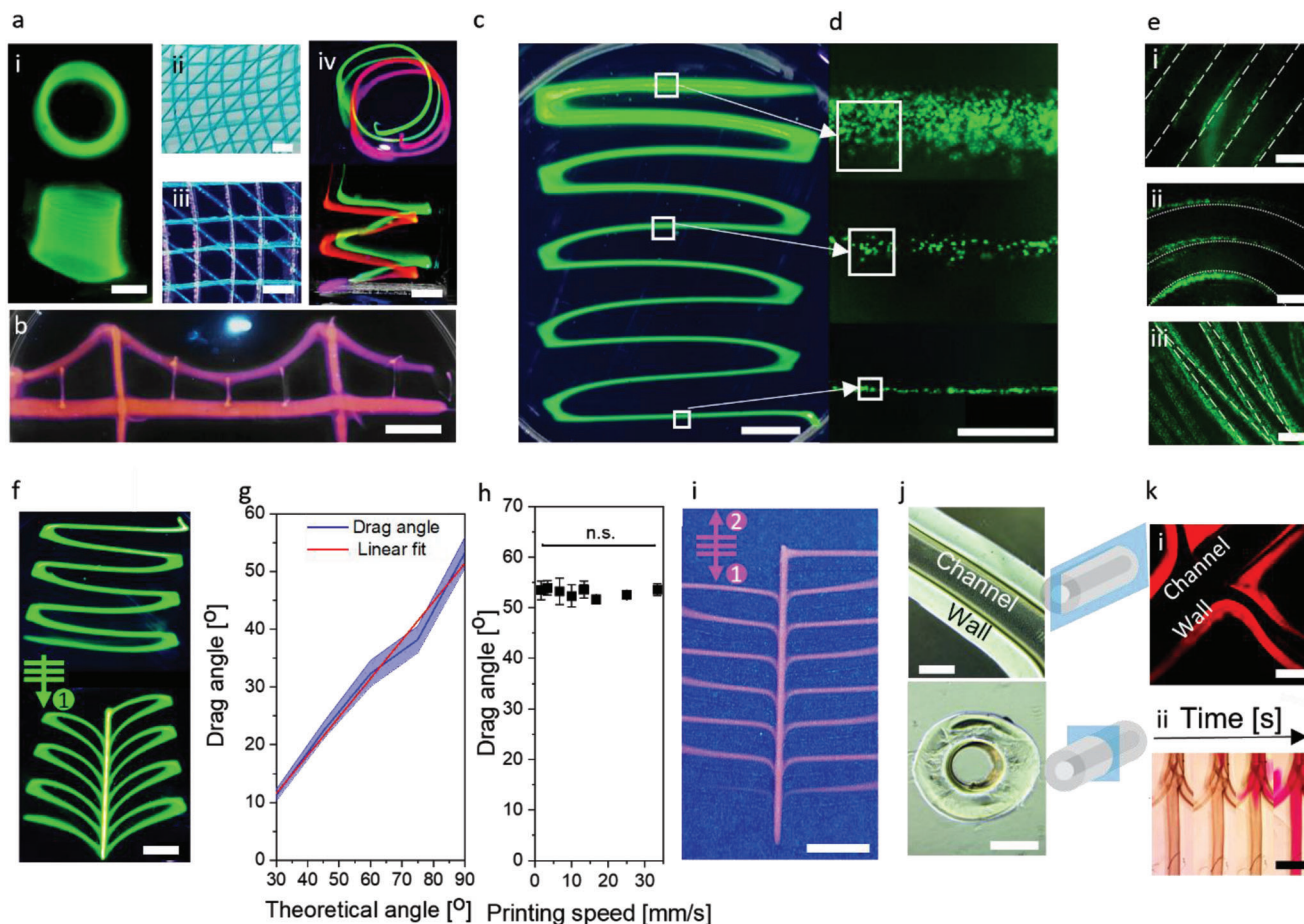 a
i
ii
iii
iv
b
c
d
e
i
ii
iii
f
1
g
60
50
40
30
20
10
0
Drag angle [º]
Drag angle
Linear fit
30 40 50 60 70 80 90
Theoretical angle [º]
h
70
60
50
40
30
20
10
0
Drag angle [º]
n.s.
0 10 20 30
Printing speed [mm/s]
i
2
1
j
Channel
Wall
k
i
Channel
Wall
ii Time [s]